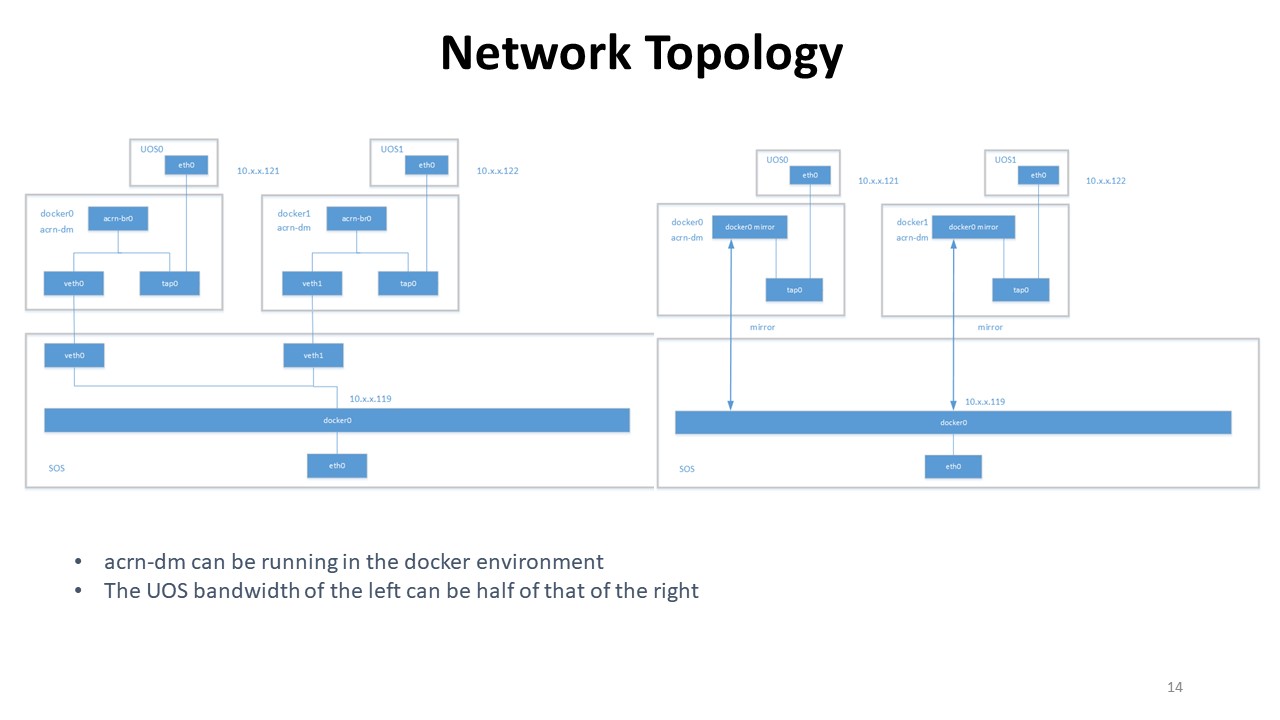 Network Topology
UOS0
eth0
10.x.x.121
UOS1
eth0
10.x.x.122
docker0
acrn-dm
acrn-br0
veth0
tap0
docker1
acrn-dm
acrn-br0
veth1
tap0
veth0
veth1
10.x.x.119
docker0
SOS
eth0
UOS0
eth0
10.x.x.121
UOS1
eth0
10.x.x.122
docker0
acrn-dm
docker0 mirror
tap0
docker1
acrn-dm
docker0 mirror
tap0
mirror
mirror
10.x.x.119
docker0
SOS
eth0
• acrn-dm can be running in the docker environment
• The UOS bandwidth of the left can be half of that of the right
14